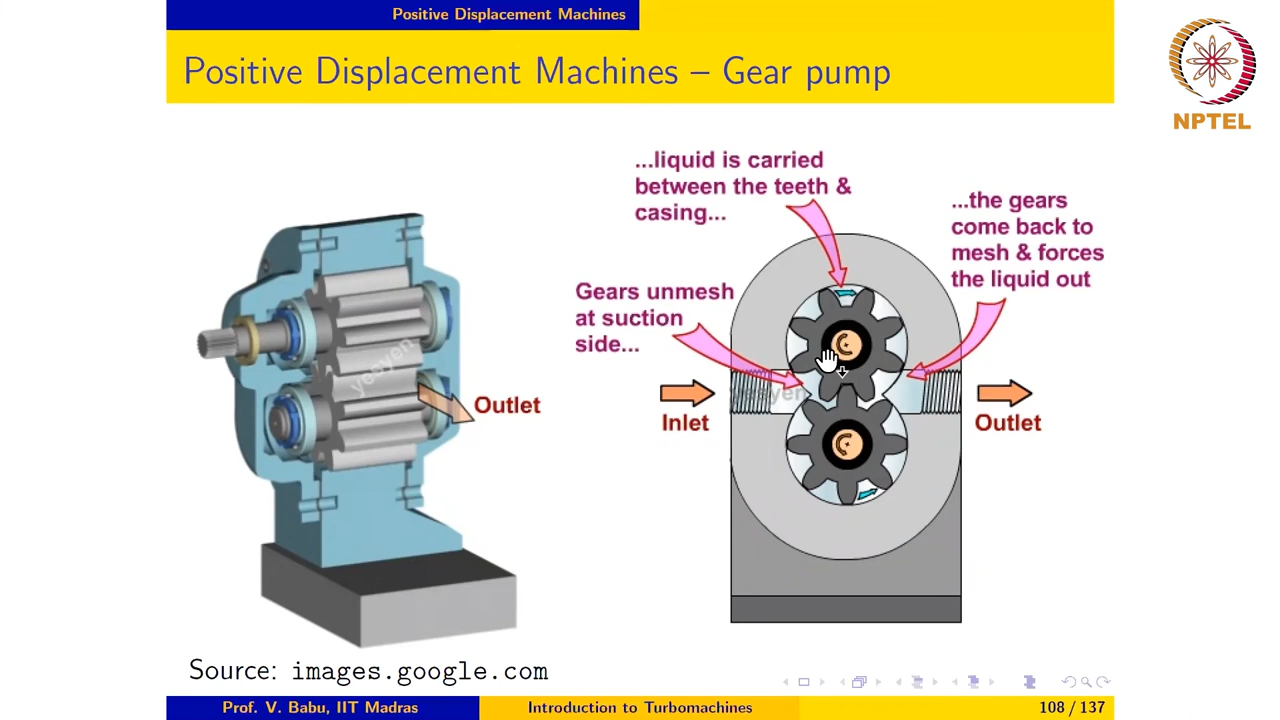 Positive Displacement Machines
Positive Displacement Machines – Gear pump
NPTEL
...liquid is carried
between the teeth &
casing...
...the gears
come back to
mesh & forces
the liquid out
Gears unmesh
at suction
side...
yesyen
Outlet
yesyen
Inlet
Outlet
Source: images.google.com
Prof. V. Babu, IIT Madras
Introduction to Turbomachines
108 / 137